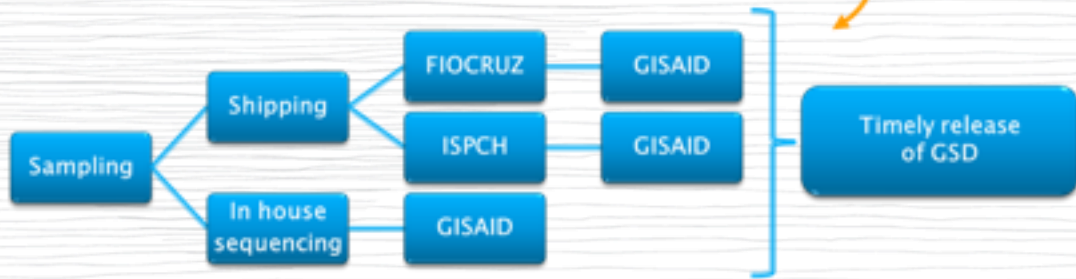 FIOCRUZ
GISAID
Shipping
Sampling
ISPCH
GISAID
In house
sequencing
GISAID
Timely release
of GSD